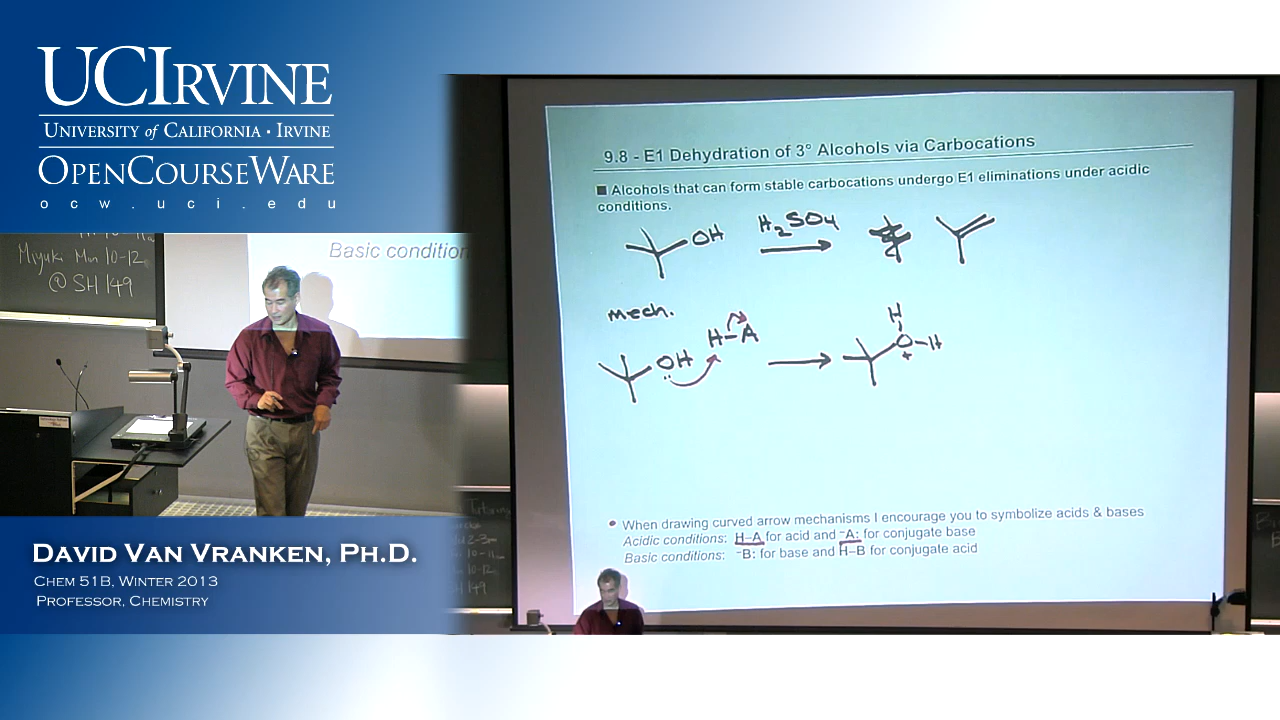 UCIRVINE
UNIVERSITY of CALIFORNIA · IRVINE
OPENCOURSEWARE
ocw.uci.edu
Miyuki Mon 10-12
@ SH 149
Basic condition
DAVID VAN VRANKEN, PH.D.
CHEM 51B, WINTER 2013
PROFESSOR, CHEMISTRY
9.8 - E1 Dehydration of 3° Alcohols via Carbocations
■ Alcohols that can form stable carbocations undergo E1 eliminations under acidic
conditions.
OH H₂SO₄
mech.
H-A
OH
H
O-H
+
• When drawing curved arrow mechanisms I encourage you to symbolize acids & bases
Acidic conditions: H–A for acid and ⁻A: for conjugate base
Basic conditions: ⁻B: for base and H–B for conjugate acid